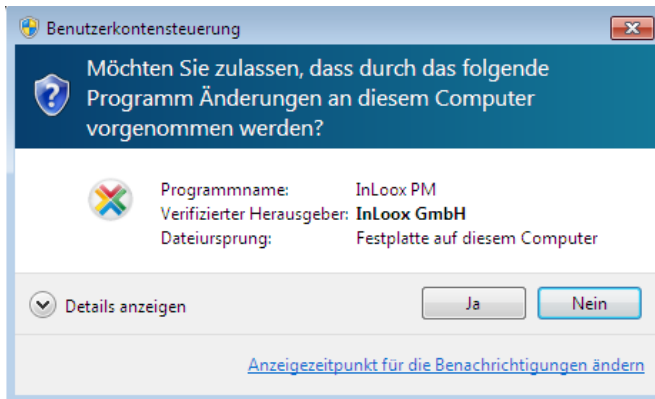 Benutzerkontensteuerung
Möchten Sie zulassen, dass durch das folgende
Programm Änderungen an diesem Computer
vorgenommen werden?
Programmname: InLoox PM
Verifizierter Herausgeber: InLoox GmbH
Dateiursprung: Festplatte auf diesem Computer
Details anzeigen Ja Nein
Anzeigezeitpunkt für die Benachrichtigungen ändern